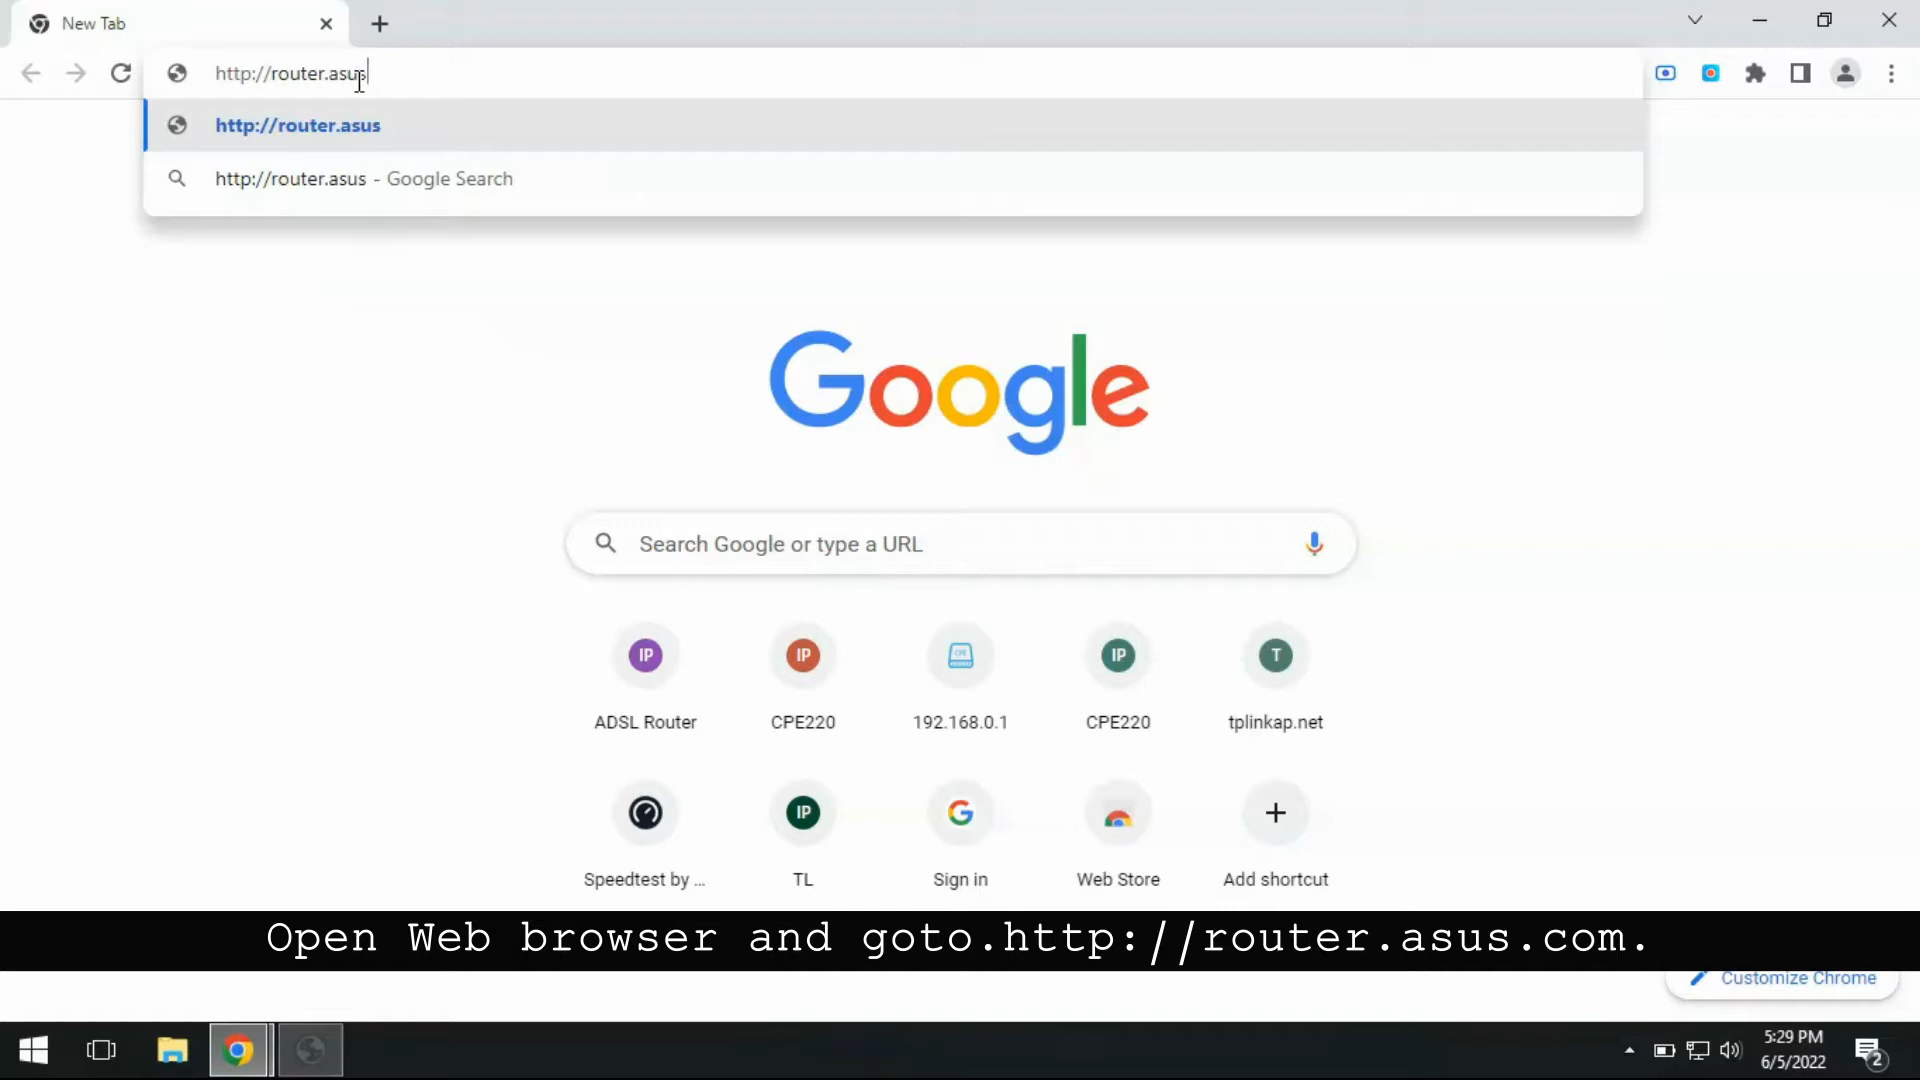 New Tab
http://router.asus
http://router.asus
http://router.asus - Google Search
Google
Search Google or type a URL
IP
IP
CPE
IP
T
ADSL Router
CPE220
192.168.0.1
CPE220
tplinkap.net
IP
G
Speedtest by ...
TL
Sign in
Web Store
Add shortcut
Open Web browser and goto.http://router.asus.com.
Customize Chrome
5:29 PM
6/5/2022
2